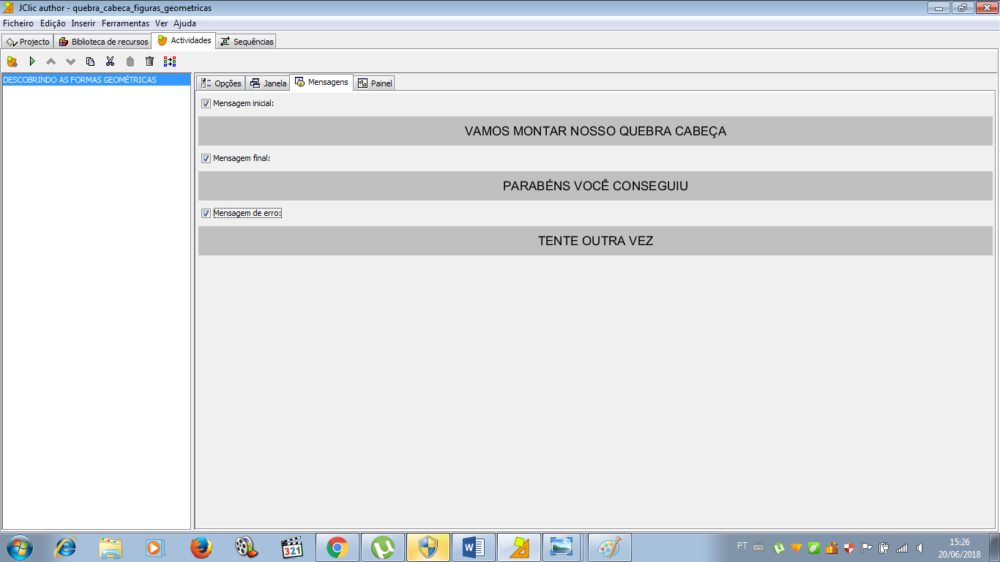 JClic author - quebra_cabeca_figuras_geometricas
Ficheiro Edição Inserir Ferramentas Ver Ajuda
Projecto Biblioteca de recursos Actividades Sequências
DESCOBRINDO AS FORMAS GEOMÉTRICAS
Opções Janela Mensagens Painel
Mensagem inicial:
VAMOS MONTAR NOSSO QUEBRA CABEÇA
Mensagem final:
PARABÉNS VOCÊ CONSEGUIU
Mensagem de erro:
TENTE OUTRA VEZ
321
W
PT
15:26
20/06/2018